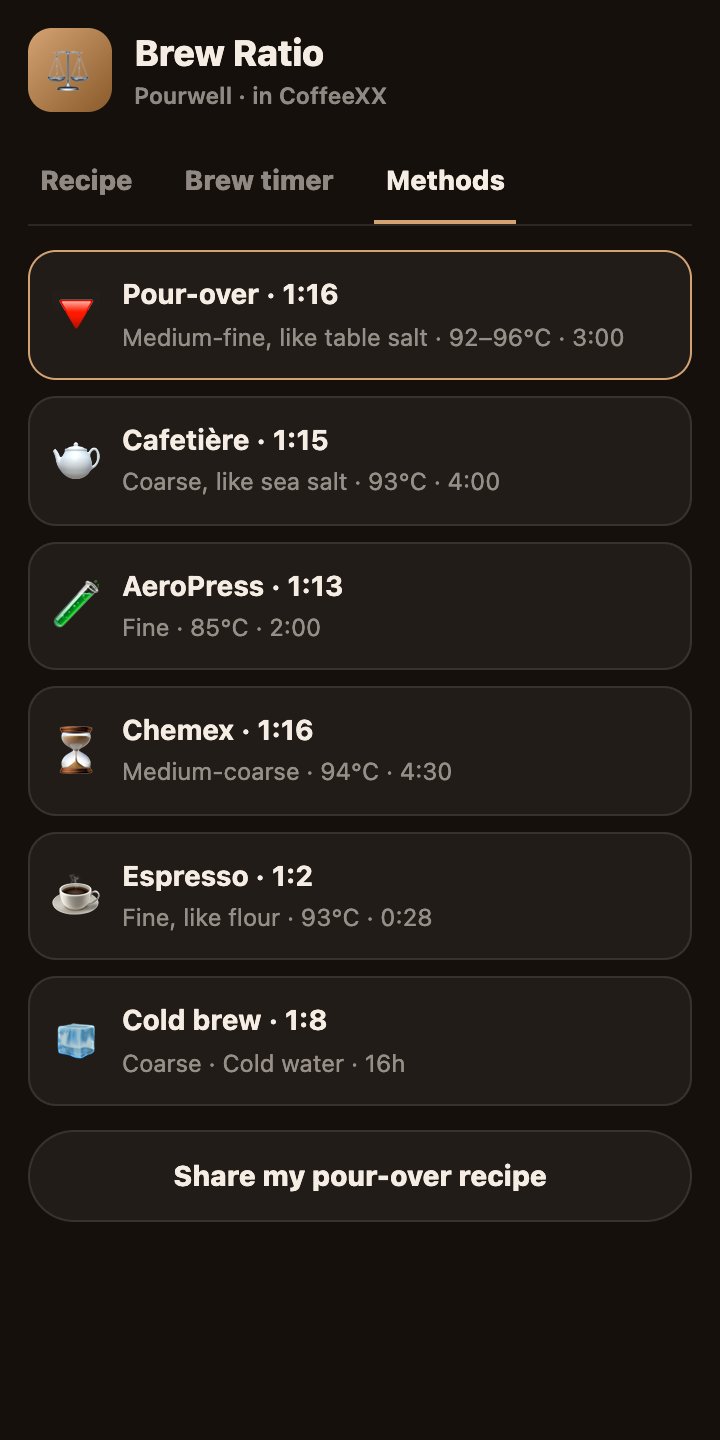 Brew Ratio
Pourwell · in CoffeeXX
Recipe Brew timer Methods
Pour-over · 1:16
Medium-fine, like table salt · 92–96°C · 3:00
Cafetière · 1:15
Coarse, like sea salt · 93°C · 4:00
AeroPress · 1:13
Fine · 85°C · 2:00
Chemex · 1:16
Medium-coarse · 94°C · 4:30
Espresso · 1:2
Fine, like flour · 93°C · 0:28
Cold brew · 1:8
Coarse · Cold water · 16h
Share my pour-over recipe